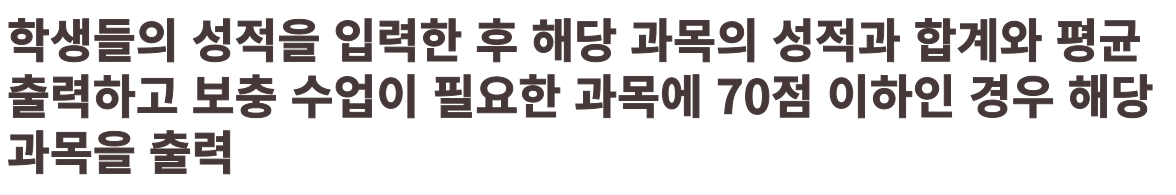 학생들의 성적을 입력한 후 해당 과목의 성적과 합계와 평균
출력하고 보충 수업이 필요한 과목에 70점 이하인 경우 해당
과목을 출력